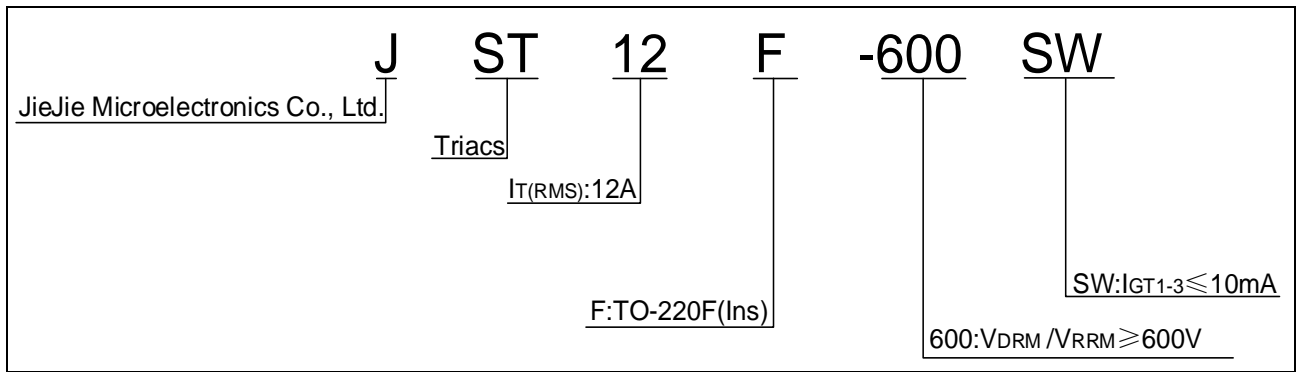 J ST 12 F -600 SW
JieJie Microelectronics Co., Ltd.
Triacs
IT(RMS):12A
SW:IGT1-3≤10mA
F:TO-220F(Ins)
600:VDRM /VRRM≥600V